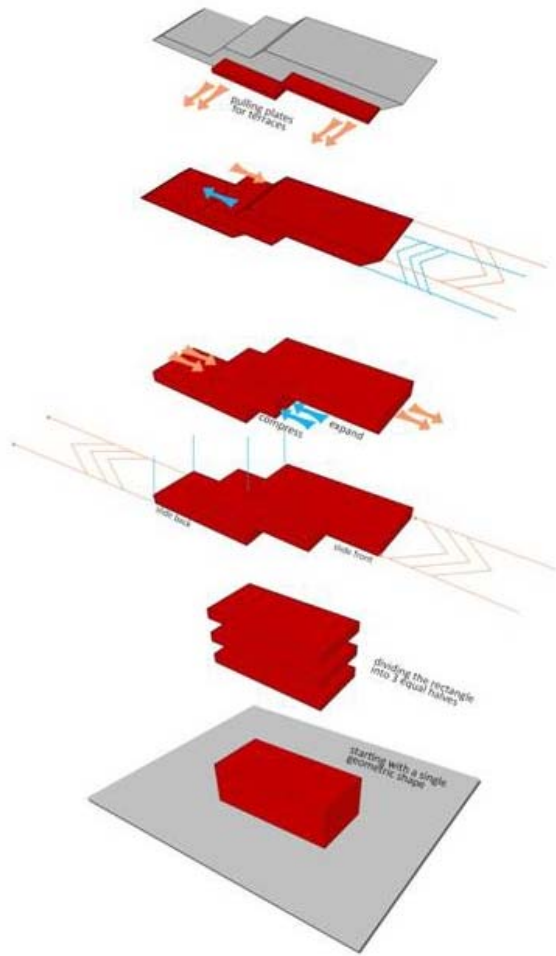 pulling plates
for terraces
compress
expand
slide back
slide front
dividing the rectangle
into 3 equal halves
starting with a single
geometric shape